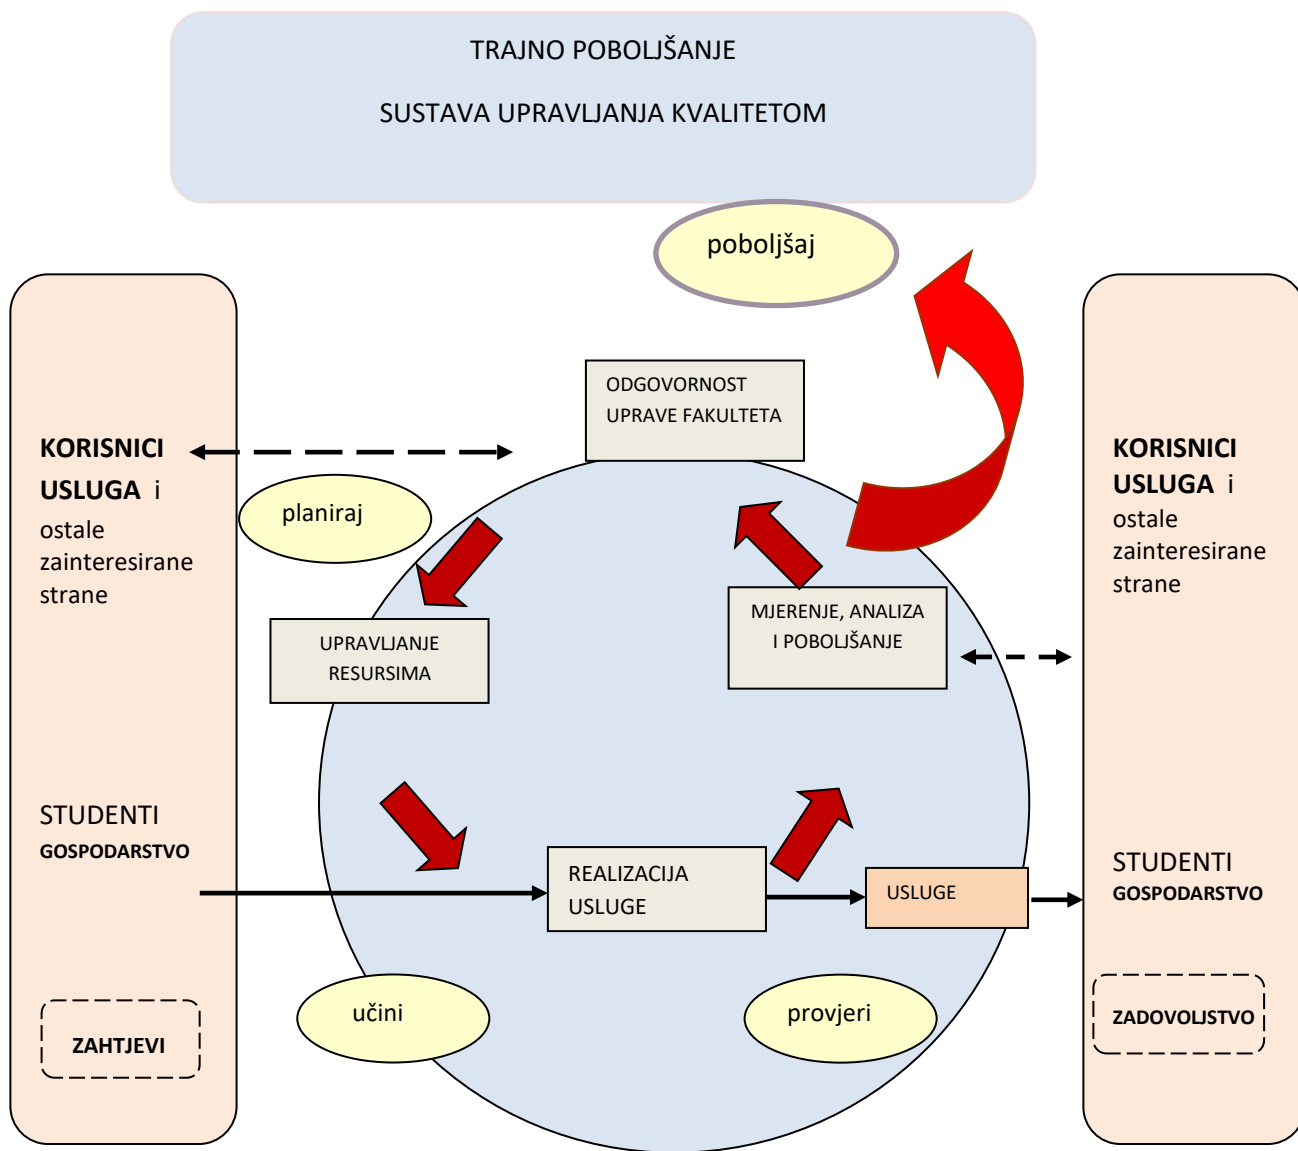 TRAJNO POBOLJŠANJE
SUSTAVA UPRAVLJANJA KVALITETOM
poboljšaj
ODGOVORNOST
UPRAVE FAKULTETA
KORISNICI
USLUGA i
ostale
zainteresirane
strane
planiraj
KORISNICI
USLUGA i
ostale
zainteresirane
strane
UPRAVLJANJE
RESURSIMA
MJERENJE, ANALIZA
I POBOLJŠANJE
STUDENTI
GOSPODARSTVO
REALIZACIJA
USLUGE
USLUGE
STUDENTI
GOSPODARSTVO
učini
provjeri
ZAHTJEVI
ZADOVOLJSTVO